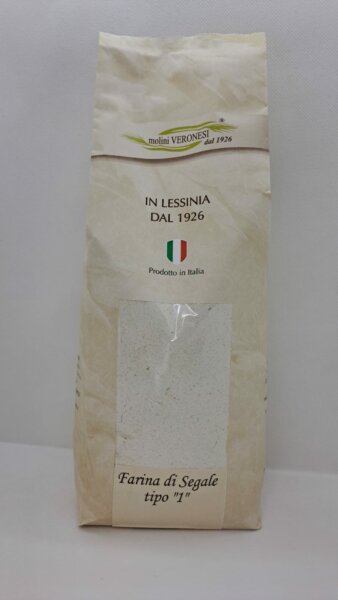 molini VERONESI ®
dal 1926
IN LESSINIA
DAL 1926
Prodotto in Italia
Farina di Segale
tipo "1"